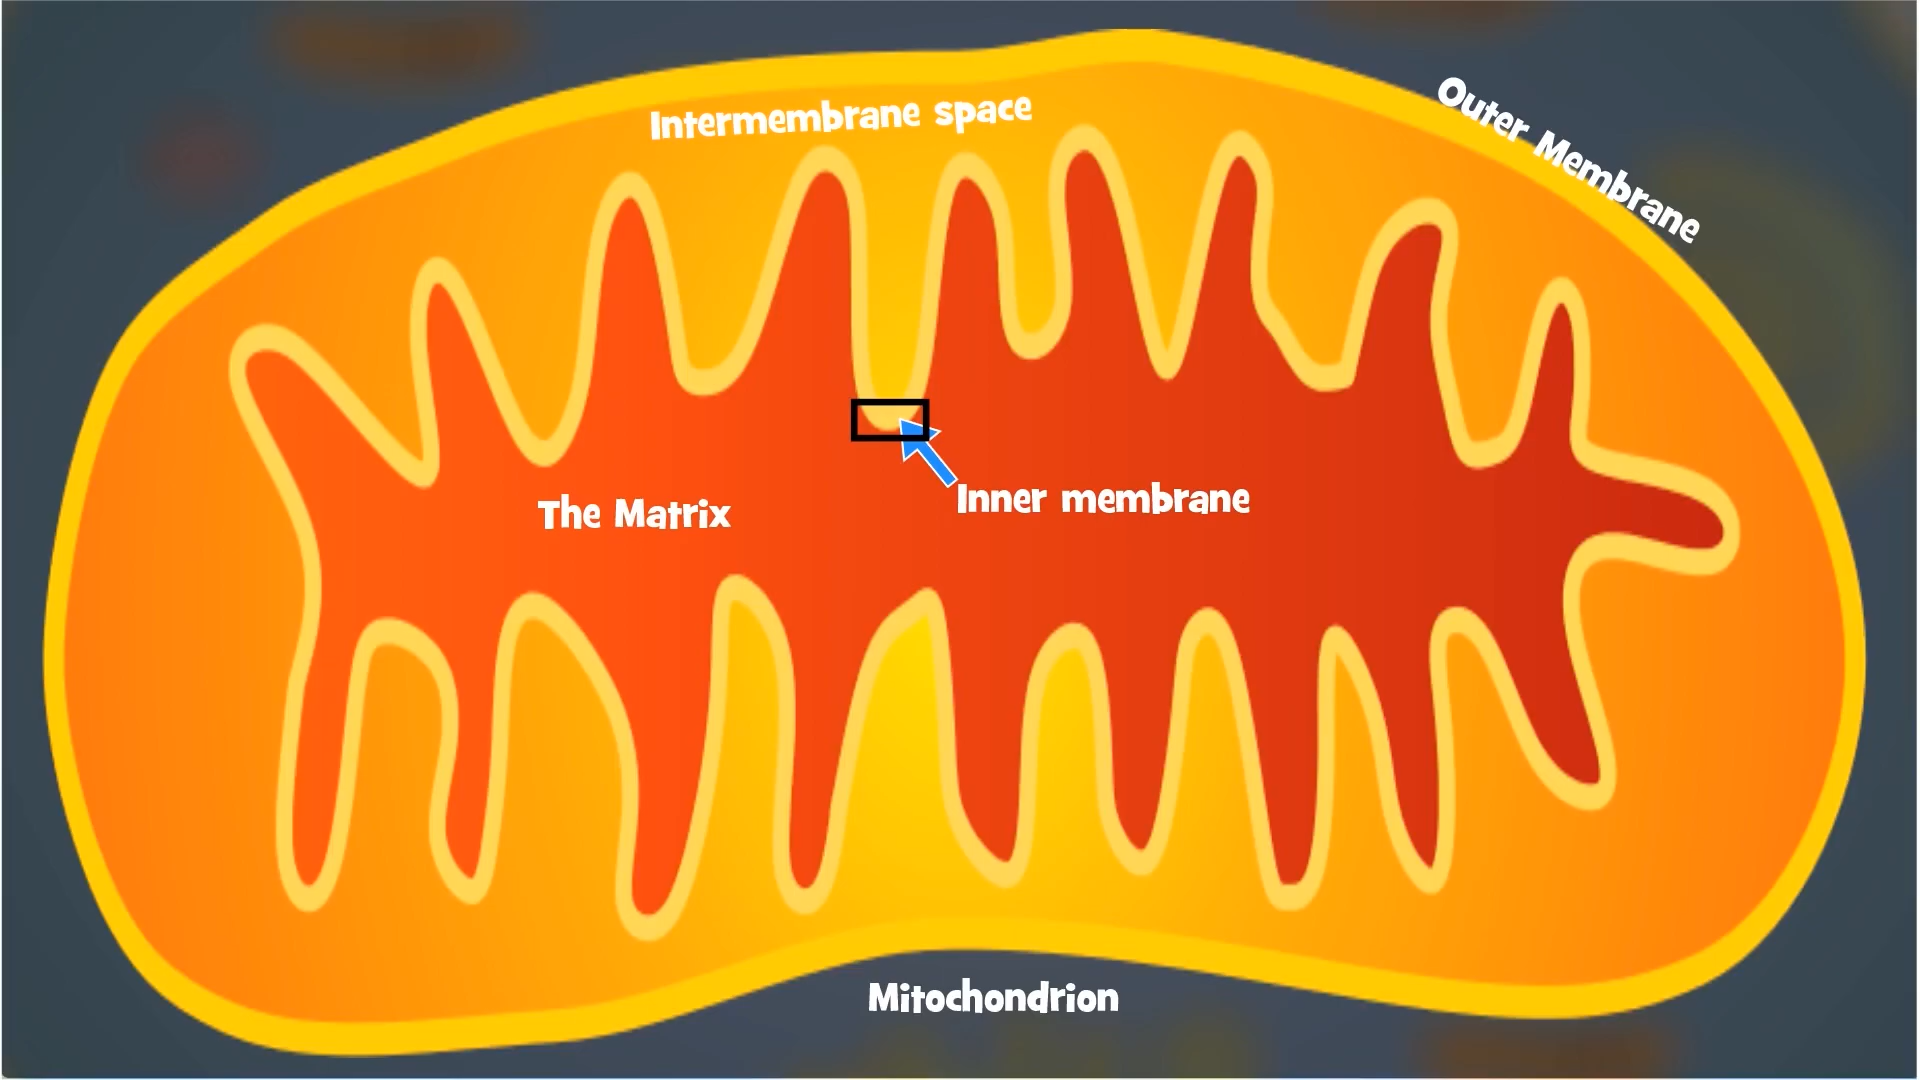 Intermembrane space
Outer Membrane
Inner membrane
The Matrix
Mitochondrion